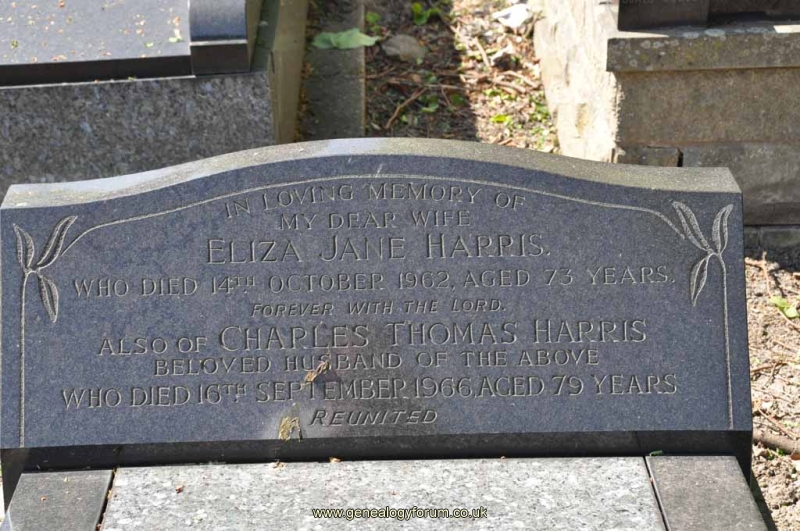 IN LOVING MEMORY OF
MY DEAR WIFE
ELIZA JANE HARRIS.
WHO DIED 14TH OCTOBER 1962, AGED 73 YEARS.
FOREVER WITH THE LORD.
ALSO OF CHARLES THOMAS HARRIS
BELOVED HUSBAND OF THE ABOVE
WHO DIED 16TH SEPTEMBER 1966, AGED 79 YEARS
REUNITED
www.genealogyforum.co.uk